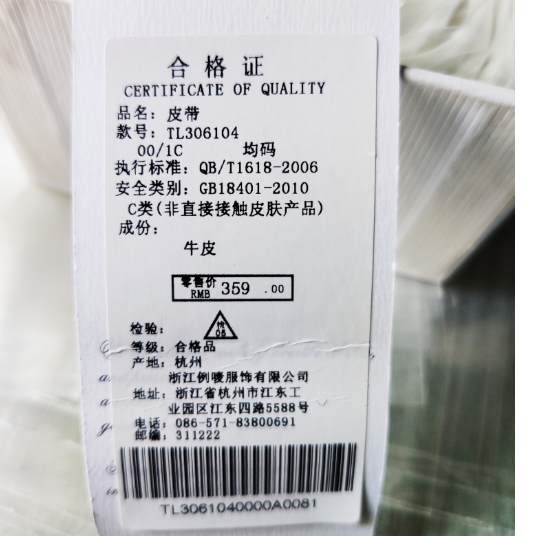 合格证
CERTIFICATE OF QUALITY
品名: 皮带
款号: TL306104
00/1C 均码
执行标准: QB/T1618-2006
安全类别: GB18401-2010
C类(非直接接触皮肤产品)
成份:
牛皮
零售价 RMB 359 .00
检验: 检 06
等级: 合格品
产地: 杭州
浙江例唛服饰有限公司
地址: 浙江省杭州市江东工
业园区江东四路5588号
电话: 086-571-83800691
邮编: 311222
TL3061040000A0081